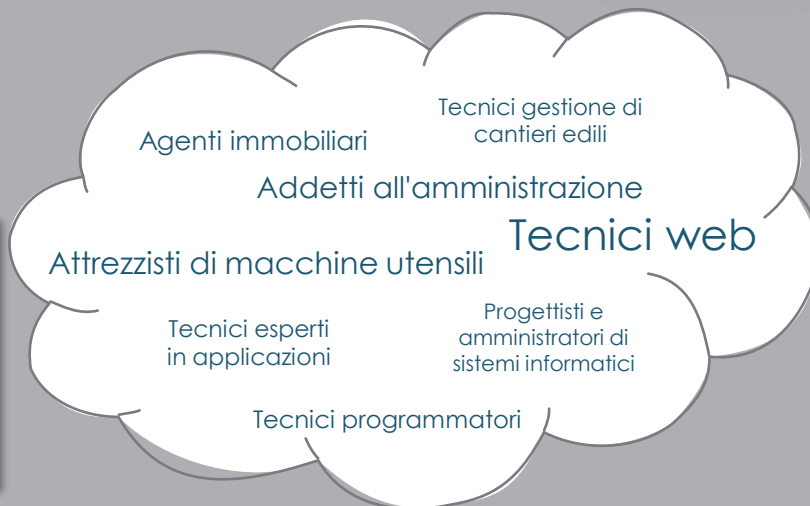 Tecnici gestione di
cantieri edili
Agenti immobiliari
Addetti all'amministrazione
Tecnici web
Attrezzisti di macchine utensili
Tecnici esperti
in applicazioni
Progettisti e
amministratori di
sistemi informatici
Tecnici programmatori